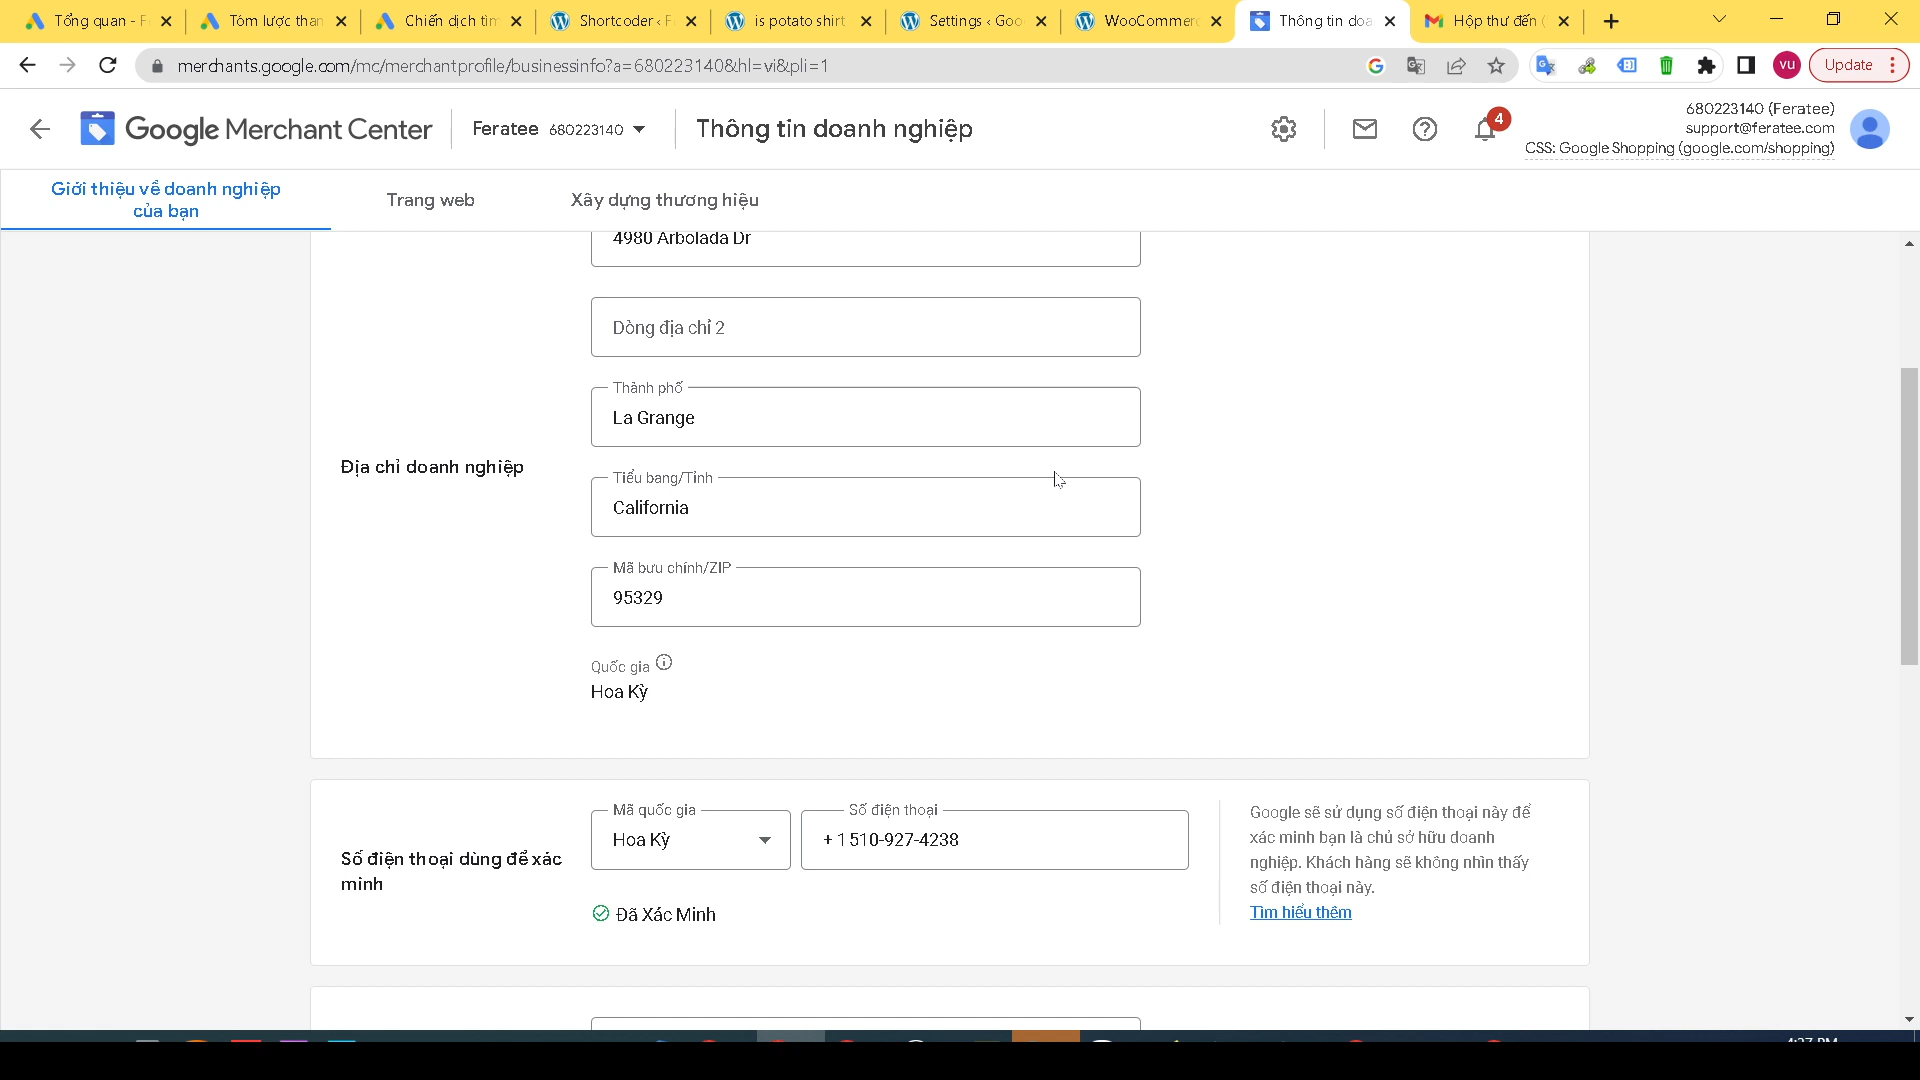 Tổng quan - F
Tóm lược than
Chiến dịch tìm
Shortcoder ‹ F
is potato shirt
Settings ‹ Goo
WooCommer
Thông tin doa
Hộp thư đến (
merchants.google.com/mc/merchantprofile/businessinfo?a=680223140&hl=vi&pli=1
vu
Update
Google Merchant Center
Feratee 680223140
Thông tin doanh nghiệp
4
680223140 (Feratee)
support@feratee.com
CSS: Google Shopping (google.com/shopping)
Giới thiệu về doanh nghiệp
của bạn
Trang web
Xây dựng thương hiệu
4980 Arbolada Dr
Dòng địa chỉ 2
Thành phố
La Grange
Địa chỉ doanh nghiệp
Tiểu bang/Tỉnh
California
Mã bưu chính/ZIP
95329
Quốc gia
Hoa Kỳ
Số điện thoại dùng để xác
minh
Mã quốc gia
Hoa Kỳ
Số điện thoại
+ 1 510-927-4238
Đã Xác Minh
Google sẽ sử dụng số điện thoại này để
xác minh bạn là chủ sở hữu doanh
nghiệp. Khách hàng sẽ không nhìn thấy
số điện thoại này.
Tìm hiểu thêm